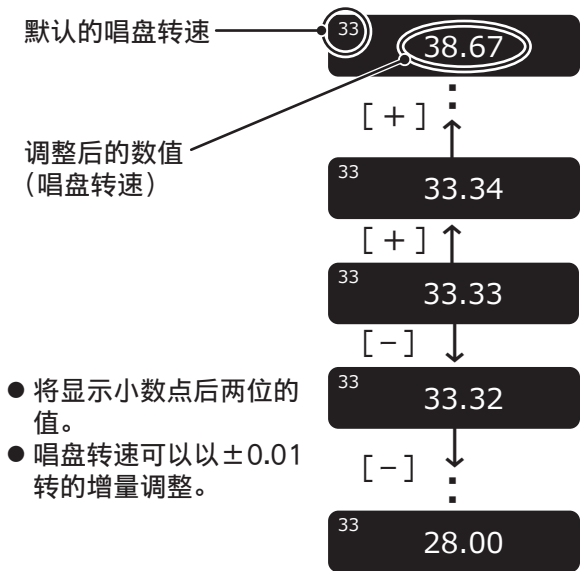 默认的唱盘转速
33
38.67
[ + ]
调整后的数值
（唱盘转速）
33
33.34
[ + ]
33
33.33
[ − ]
● 将显示小数点后两位的
值。
33
33.32
● 唱盘转速可以以±0.01
转的增量调整。
[ − ]
33
28.00